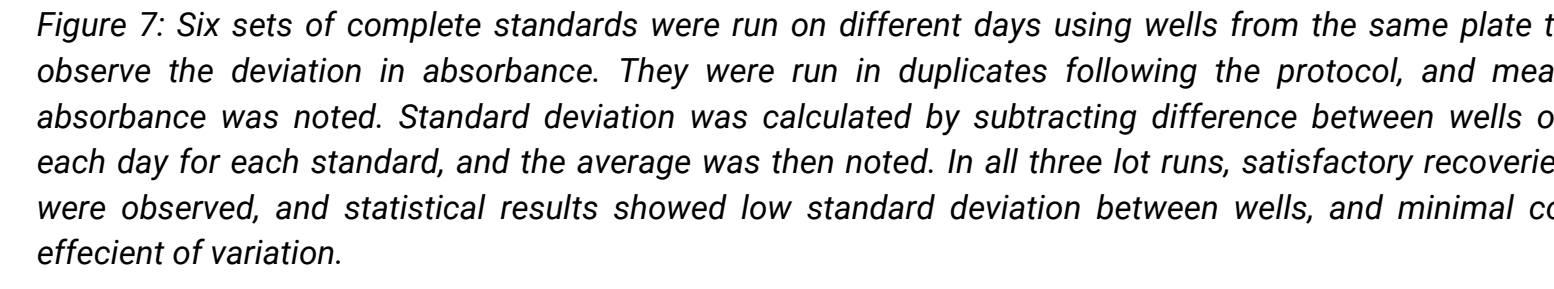 Figure 7: Six sets of complete standards were run on different days using wells from the same plate t
observe the deviation in absorbance. They were run in duplicates following the protocol, and mea
absorbance was noted. Standard deviation was calculated by subtracting difference between wells o
each day for each standard, and the average was then noted. In all three lot runs, satisfactory recoverie
were observed, and statistical results showed low standard deviation between wells, and minimal co
effecient of variation.